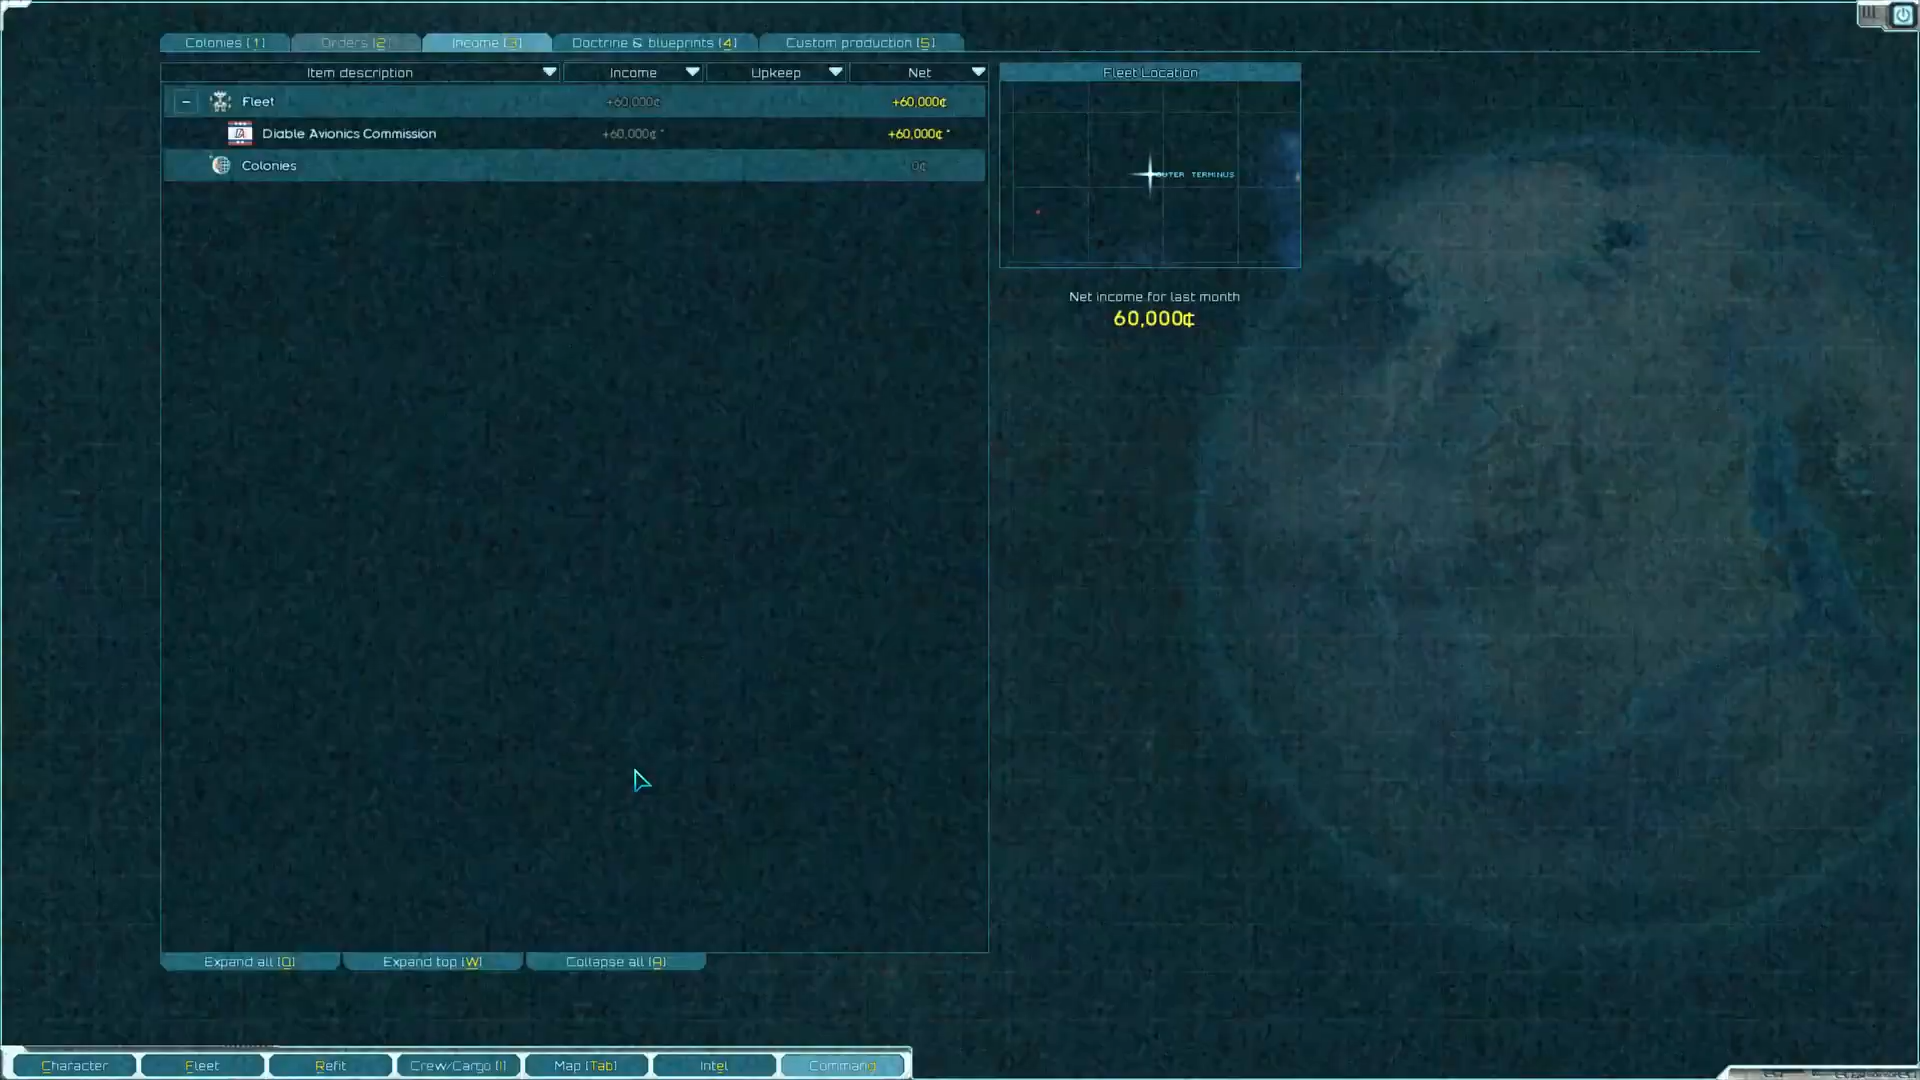 Colonies [1] Orders [2] Income [3] Doctrine & blueprints [4] Custom production [5]
Item description Income Upkeep Net Fleet Location
Fleet +60,000¢ +60,000¢
Diable Avionics Commission +60,000¢ * +60,000¢ *
Colonies 0¢
OUTER TERMINUS
Net income for last month
60,000¢
Expand all [Q] Expand top [W] Collapse all [A]
Character Fleet Refit Crew/Cargo [I] Map [Tab] Intel Command